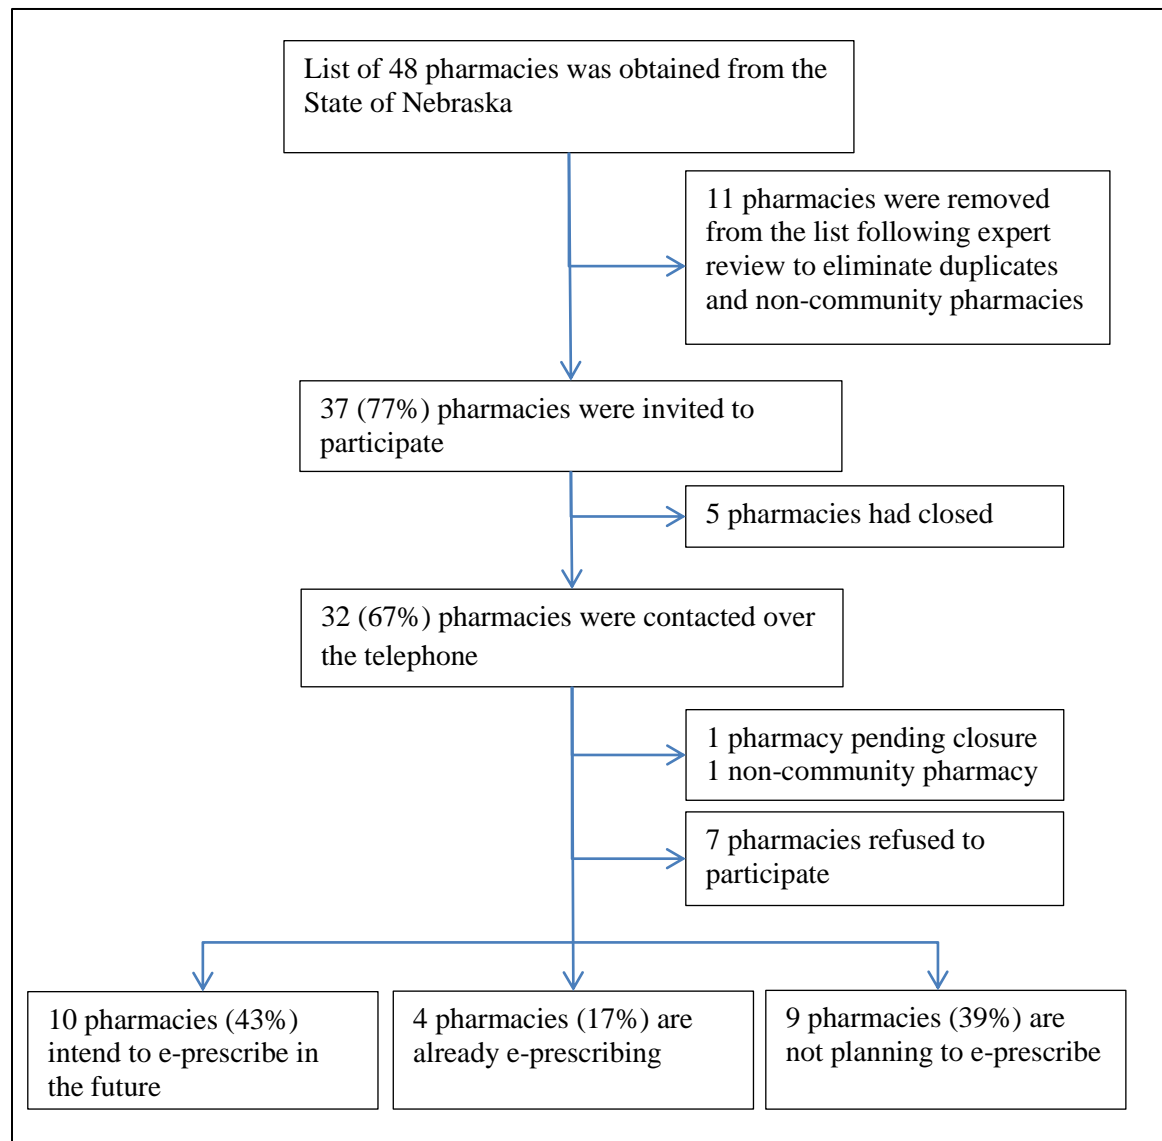 List of 48 pharmacies was obtained from the
State of Nebraska
11 pharmacies were removed
from the list following expert
review to eliminate duplicates
and non-community pharmacies
37 (77%) pharmacies were invited to
participate
5 pharmacies had closed
32 (67%) pharmacies were contacted over
the telephone
1 pharmacy pending closure
1 non-community pharmacy
7 pharmacies refused to
participate
10 pharmacies (43%)
intend to e-prescribe in
the future
4 pharmacies (17%) are
already e-prescribing
9 pharmacies (39%) are
not planning to e-prescribe